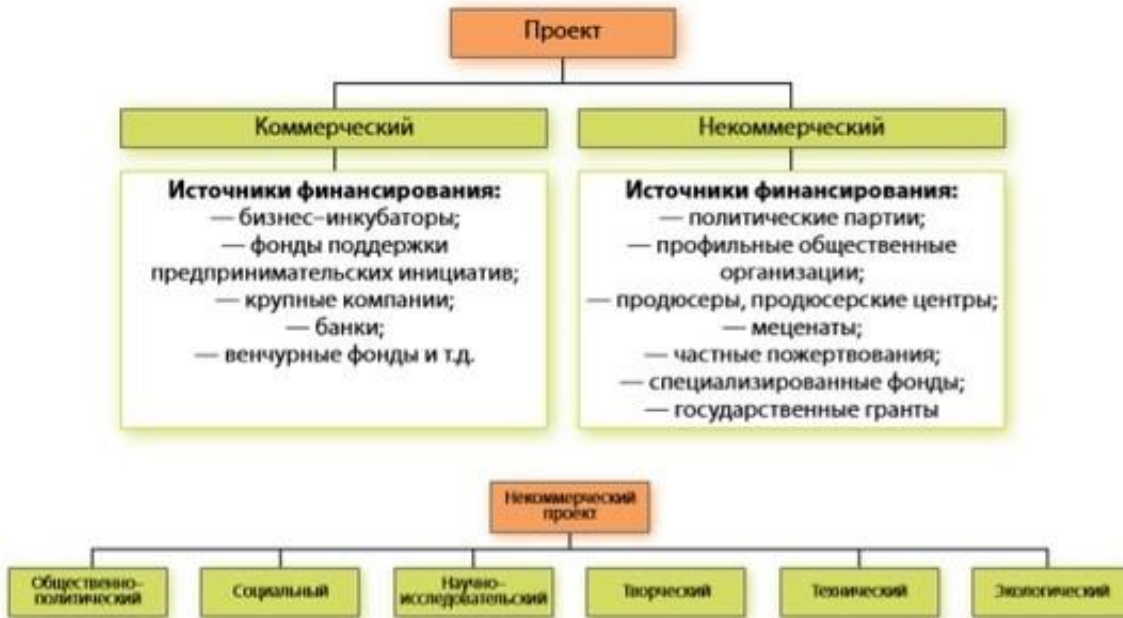 Проект
Коммерческий
Некоммерческий
Источники финансирования:
— бизнес–инкубаторы;
— фонды поддержки
предпринимательских инициатив;
— крупные компании;
— банки;
— венчурные фонды и т.д.
Источники финансирования:
— политические партии;
— профильные общественные
организации;
— продюсеры, продюсерские центры;
— меценаты;
— частные пожертвования;
— специализированные фонды;
— государственные гранты
Некоммерческий
проект
Общественно–
политический
Социальный
Научно–
исследовательский
Творческий
Технический
Экологический